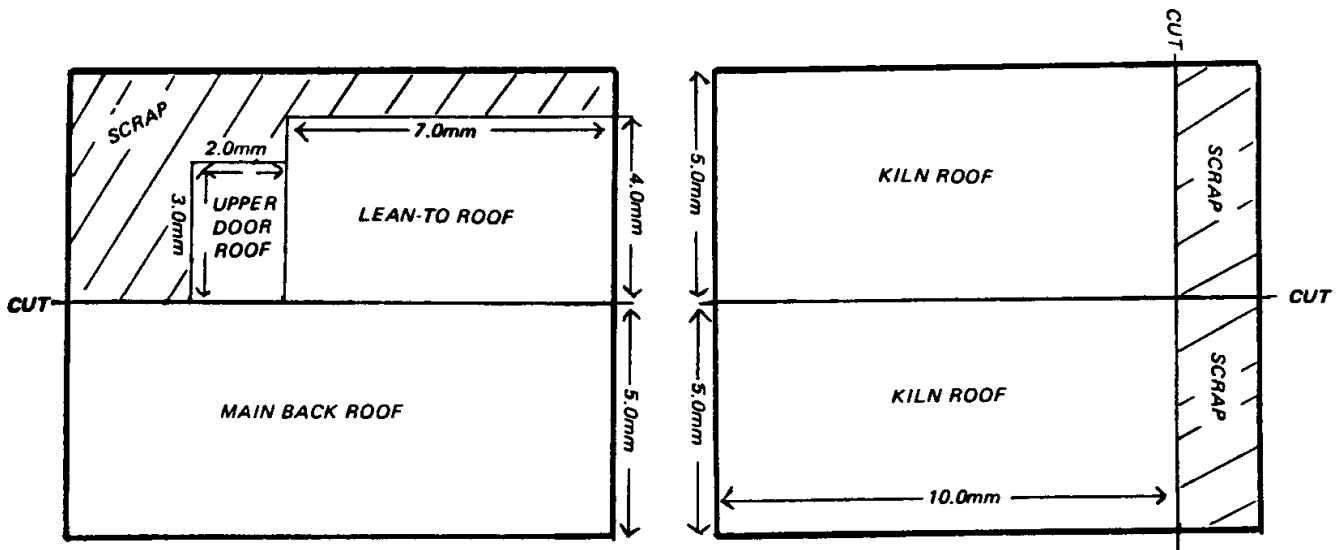 SCRAP
2.0mm
3.0mm
UPPER
DOOR
ROOF
7.0mm
LEAN-TO ROOF
4.0mm
CUT
MAIN BACK ROOF
5.0mm
CUT
5.0mm
KILN ROOF
SCRAP
CUT
5.0mm
KILN ROOF
SCRAP
10.0mm